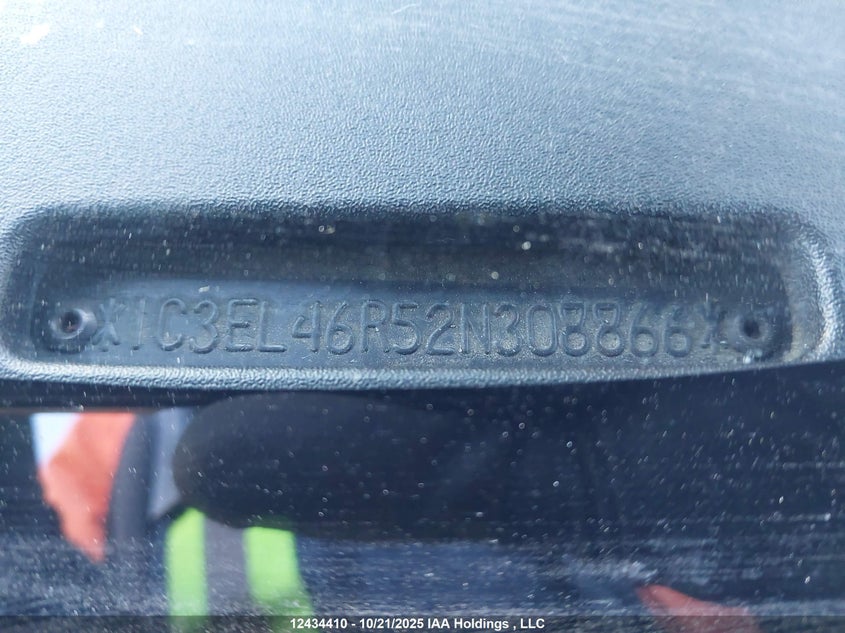 *1C3EL46R52N308866*
12434410 - 10/21/2025 IAA Holdings , LLC